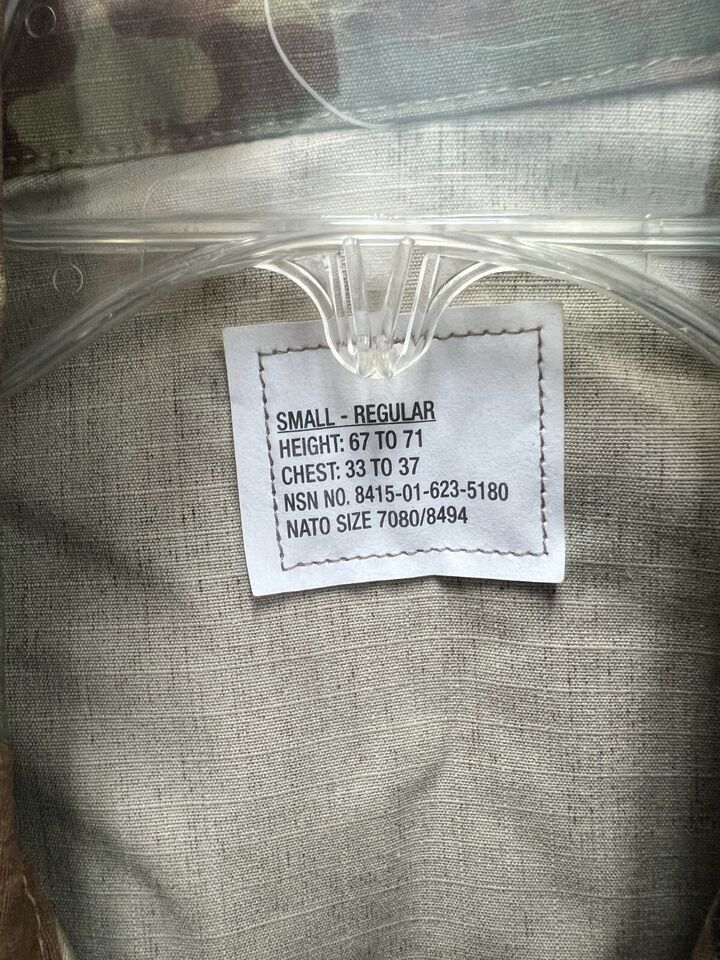 SMALL - REGULAR
HEIGHT: 67 TO 71
CHEST: 33 TO 37
NSN NO. 8415-01-623-5180
NATO SIZE 7080/8494